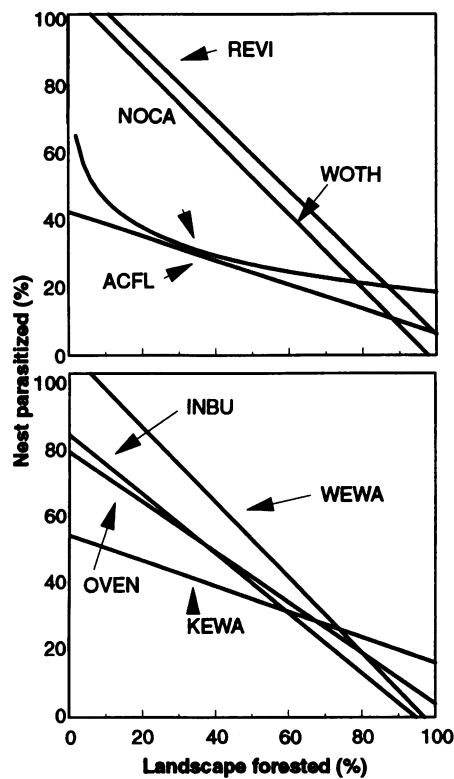 100
REVI
80
NOCA
60
WOTH
40
ACFL
20
0
100
INBU
80
WEWA
60
OVEN
40
KEWA
20
0
0 20 40 60 80 100
Nest parasitized (%)
Landscape forested (%)